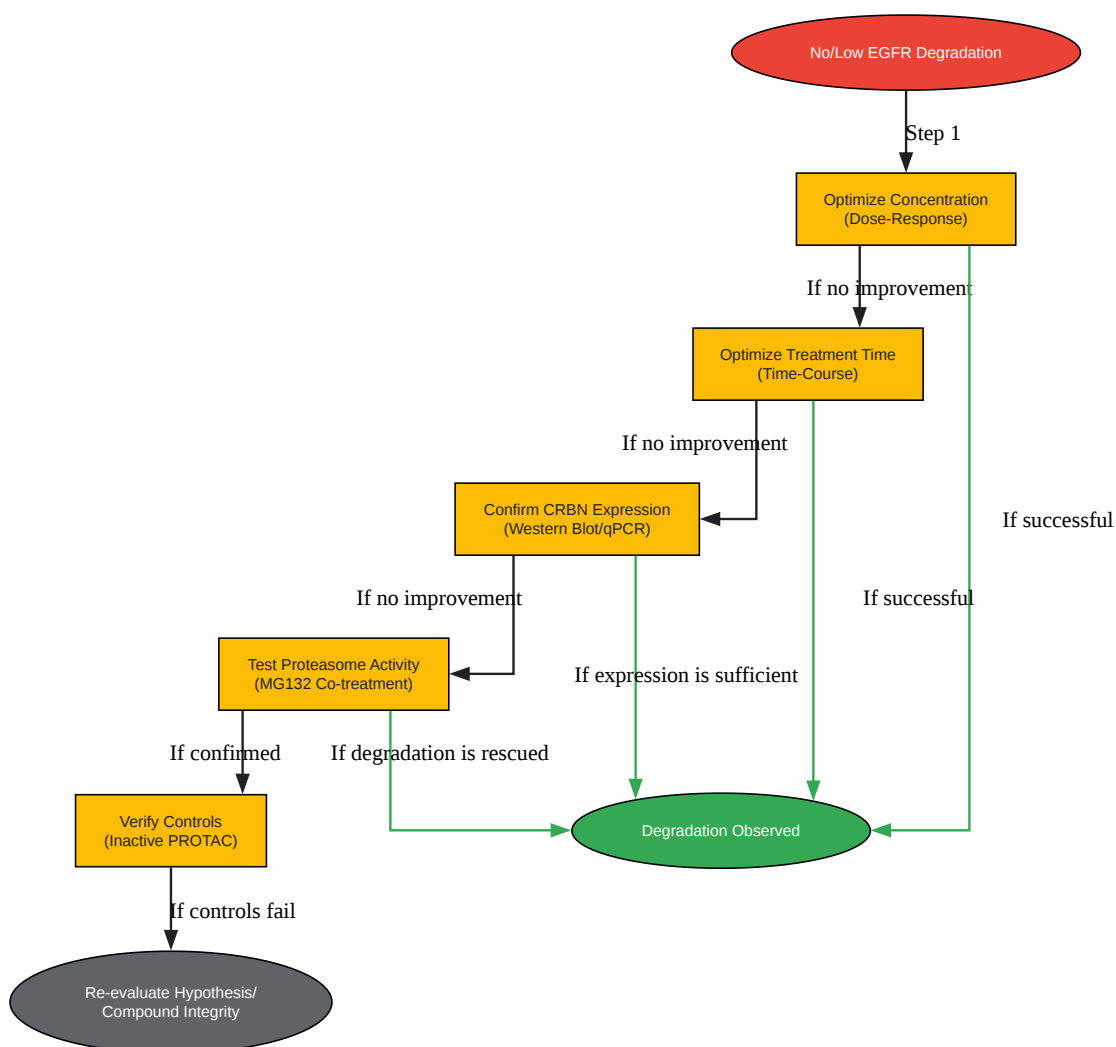 No/Low EGFR Degradation
Step 1
Optimize Concentration
(Dose-Response)
If no improvement
Optimize Treatment Time
(Time-Course)
If no improvement
Confirm CRBN Expression
(Western Blot/qPCR)
If successful
If no improvement
If successful
Test Proteasome Activity
(MG132 Co-treatment)
If expression is sufficient
If confirmed
If degradation is rescued
Verify Controls
(Inactive PROTAC)
Degradation Observed
If controls fail
Re-evaluate Hypothesis/
Compound Integrity